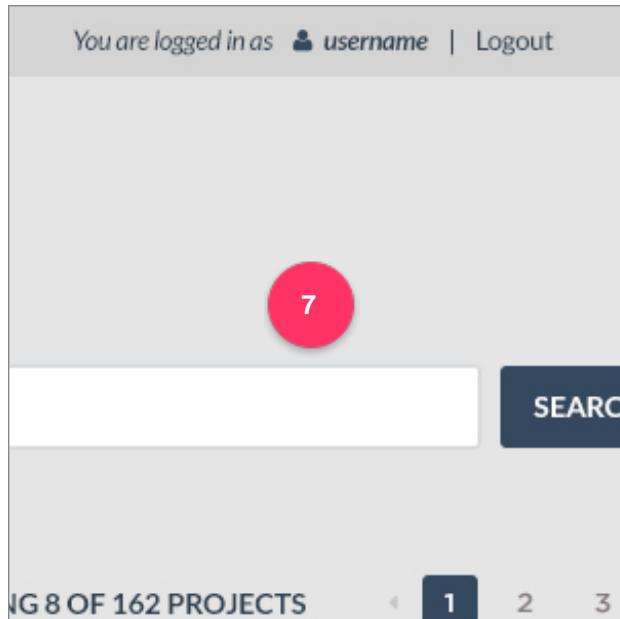 You are logged in as username | Logout
7
SEARC
NG 8 OF 162 PROJECTS 1 2 3